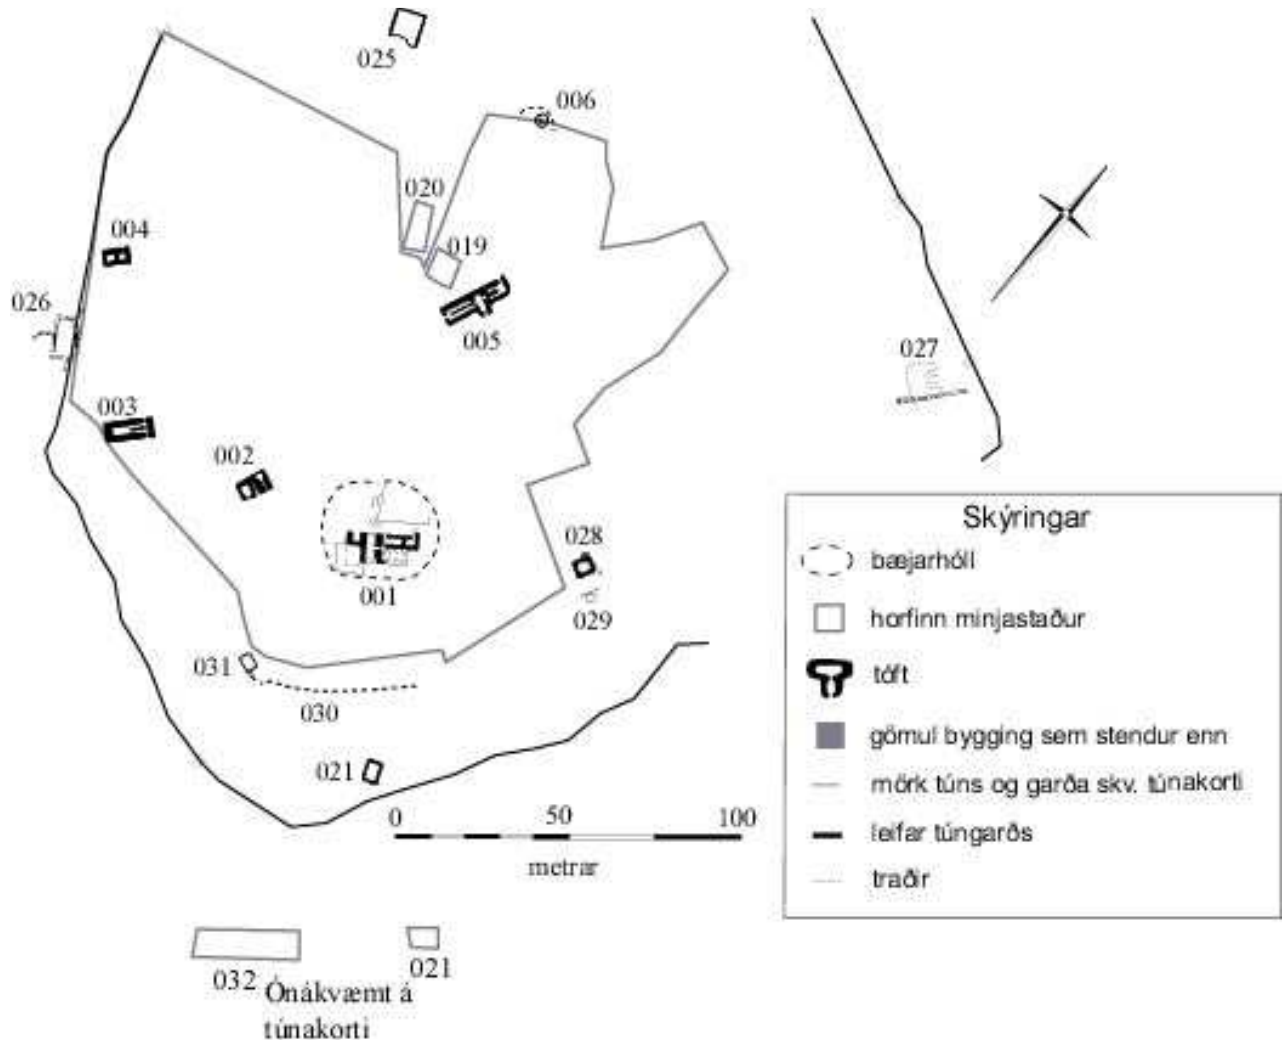 025
006
020
004
019
026
005
027
003
002
028
001
029
031
030
021
0 50 100
metrar
032
021
Ónákvæmt á
túnakorti
Skýringar
bæjarhóll
horfinn minjastaður
tóft
gömul bygging sem stendur enn
mörk túns og garða skv. túnakorti
leifar túngarðs
traðir